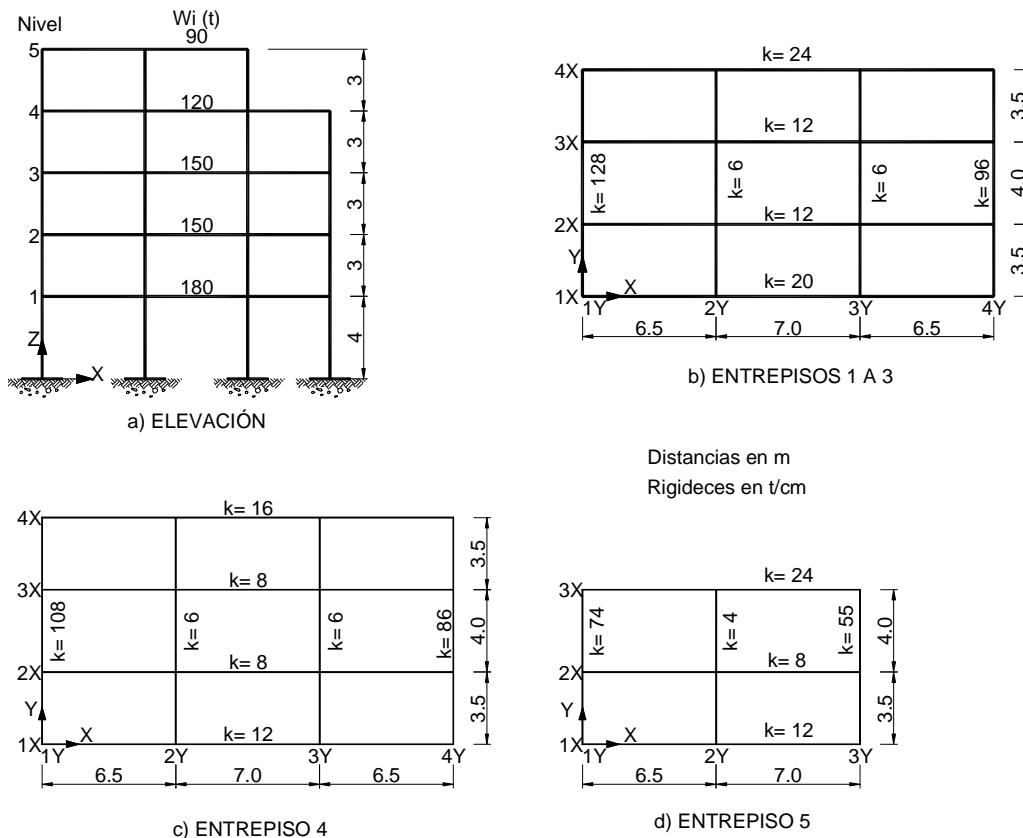 Nivel
Wi (t)
5
90
3
4
120
3
3
150
3
2
150
3
1
180
4
Z
X
a) ELEVACIÓN
4X
k= 24
3.5
3X
k= 12
k= 128
k= 6
k= 6
k= 96
4.0
2X
k= 12
Y
3.5
X
k= 20
1X
1Y
2Y
3Y
4Y
6.5
7.0
6.5
b) ENTREPISOS 1 A 3
Distancias en m
Rigideces en t/cm
4X
k= 16
3.5
3X
k= 8
k= 108
k= 6
k= 6
k= 86
4.0
2X
k= 8
Y
3.5
X
k= 12
1X
1Y
2Y
3Y
4Y
6.5
7.0
6.5
c) ENTREPISO 4
3X
k= 24
k= 74
k= 4
k= 55
4.0
2X
k= 8
Y
3.5
X
k= 12
1X
1Y
2Y
3Y
6.5
7.0
d) ENTREPISO 5